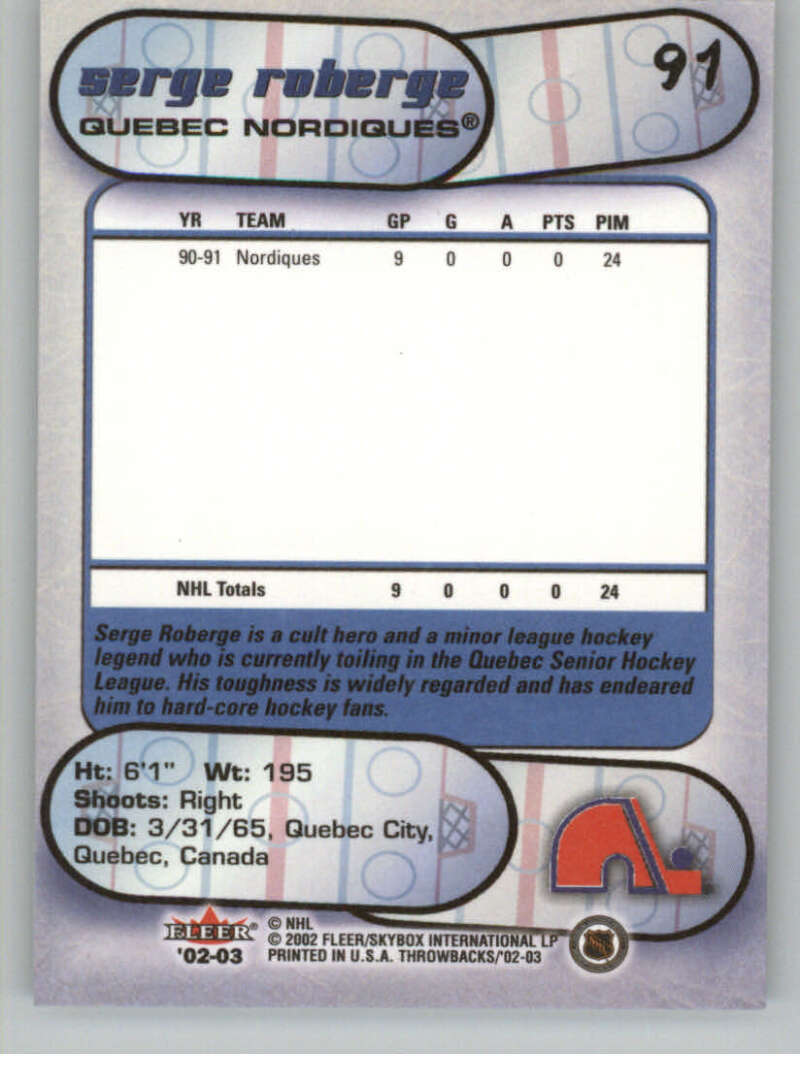 serge roberge
QUEBEC NORDIQUES®
91
YR TEAM GP G A PTS PIM
90-91 Nordiques 9 0 0 0 24
NHL Totals 9 0 0 0 24
Serge Roberge is a cult hero and a minor league hockey
legend who is currently toiling in the Quebec Senior Hockey
League. His toughness is widely regarded and has endeared
him to hard-core hockey fans.
Ht: 6'1" Wt: 195
Shoots: Right
DOB: 3/31/65, Quebec City,
Quebec, Canada
FLEER®
'02-03
© NHL
© 2002 FLEER/SKYBOX INTERNATIONAL LP
PRINTED IN U.S.A. THROWBACKS/'02-03